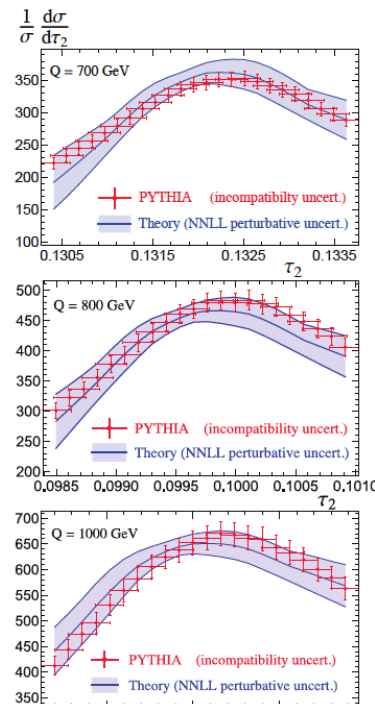 1/σ dσ/dτ₂
Q = 700 GeV
350
300
250
200
150
100
PYTHIA (incompatibilty uncert.)
Theory (NNLL perturbative uncert.)
0.1305 0.1315 0.1325 0.1335
τ₂
Q = 800 GeV
500
450
400
350
300
250
200
PYTHIA (incompatibility uncert.)
Theory (NNLL perturbative uncert.)
0.0985 0.0990 0.0995 0.1000 0.1005 0.1010
τ₂
Q = 1000 GeV
700
650
600
550
500
450
400
350
PYTHIA (incompatibility uncert.)
Theory (NNLL perturbative uncert.)